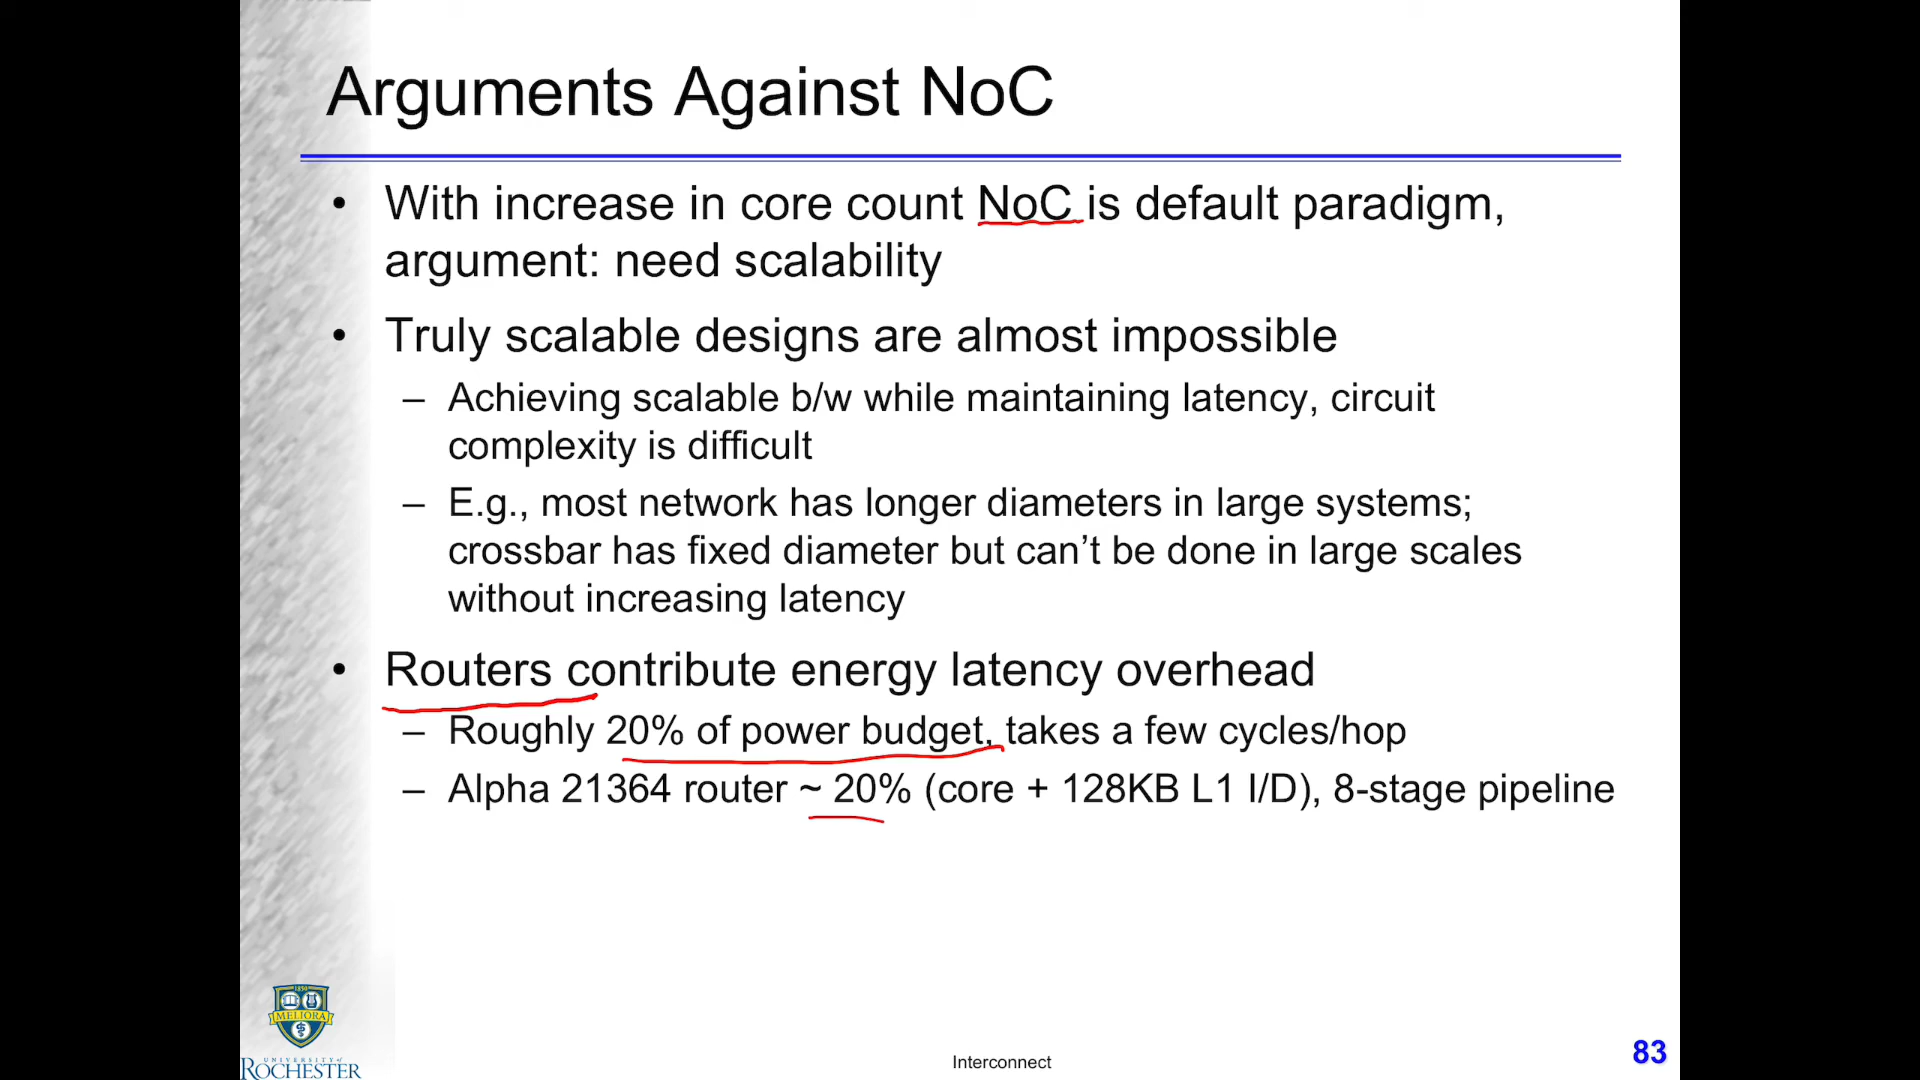 Arguments Against NoC
• With increase in core count NoC is default paradigm,
argument: need scalability
• Truly scalable designs are almost impossible
– Achieving scalable b/w while maintaining latency, circuit
complexity is difficult
– E.g., most network has longer diameters in large systems;
crossbar has fixed diameter but can’t be done in large scales
without increasing latency
• Routers contribute energy latency overhead
– Roughly 20% of power budget, takes a few cycles/hop
– Alpha 21364 router ~ 20% (core + 128KB L1 I/D), 8-stage pipeline
1850
MELIORA
UNIVERSITY of
ROCHESTER
Interconnect
83